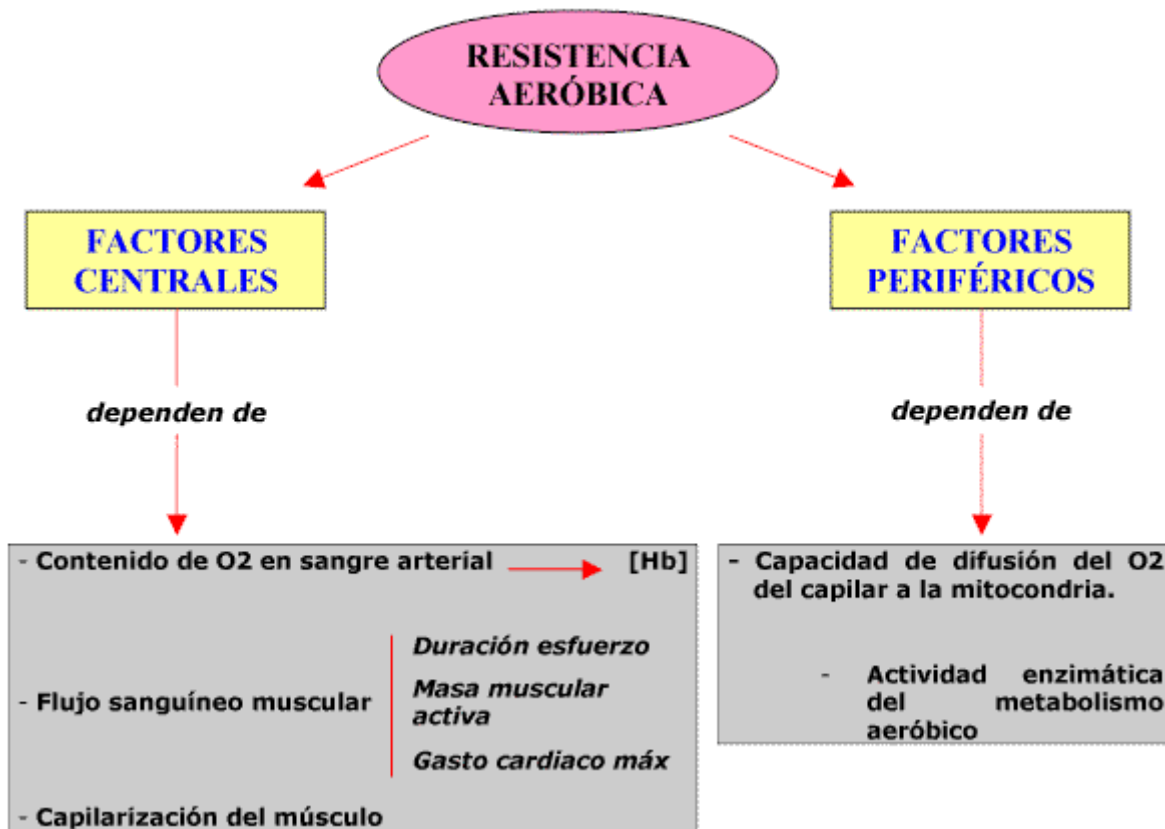 RESISTENCIA
AERÓBICA
FACTORES
CENTRALES
dependen de
- Contenido de O2 en sangre arterial [Hb]
- Flujo sanguíneo muscular
Duración esfuerzo
Masa muscular
activa
Gasto cardiaco máx
- Capilarización del músculo
FACTORES
PERIFÉRICOS
dependen de
- Capacidad de difusión del O2
del capilar a la mitocondria.
- Actividad enzimática
del metabolismo
aeróbico